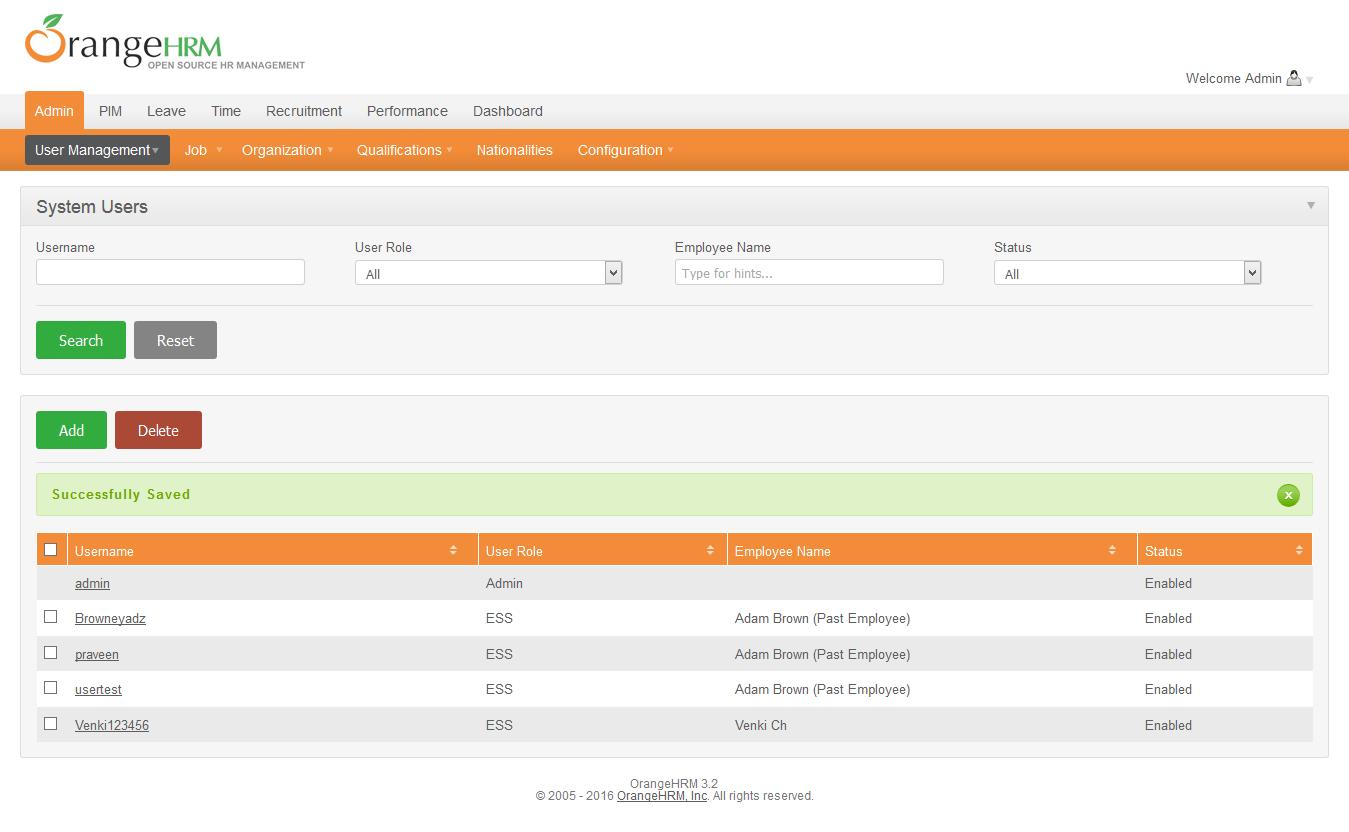 OrangeHRM
OPEN SOURCE HR MANAGEMENT
Welcome Admin
Admin PIM Leave Time Recruitment Performance Dashboard
User Management Job Organization Qualifications Nationalities Configuration
System Users
Username User Role Employee Name Status
All Type for hints... All
Search Reset
Add Delete
Successfully Saved x
Username User Role Employee Name Status
admin Admin Enabled
Browneyadz ESS Adam Brown (Past Employee) Enabled
praveen ESS Adam Brown (Past Employee) Enabled
usertest ESS Adam Brown (Past Employee) Enabled
Venki123456 ESS Venki Ch Enabled
OrangeHRM 3.2
© 2005 - 2016 OrangeHRM, Inc. All rights reserved.